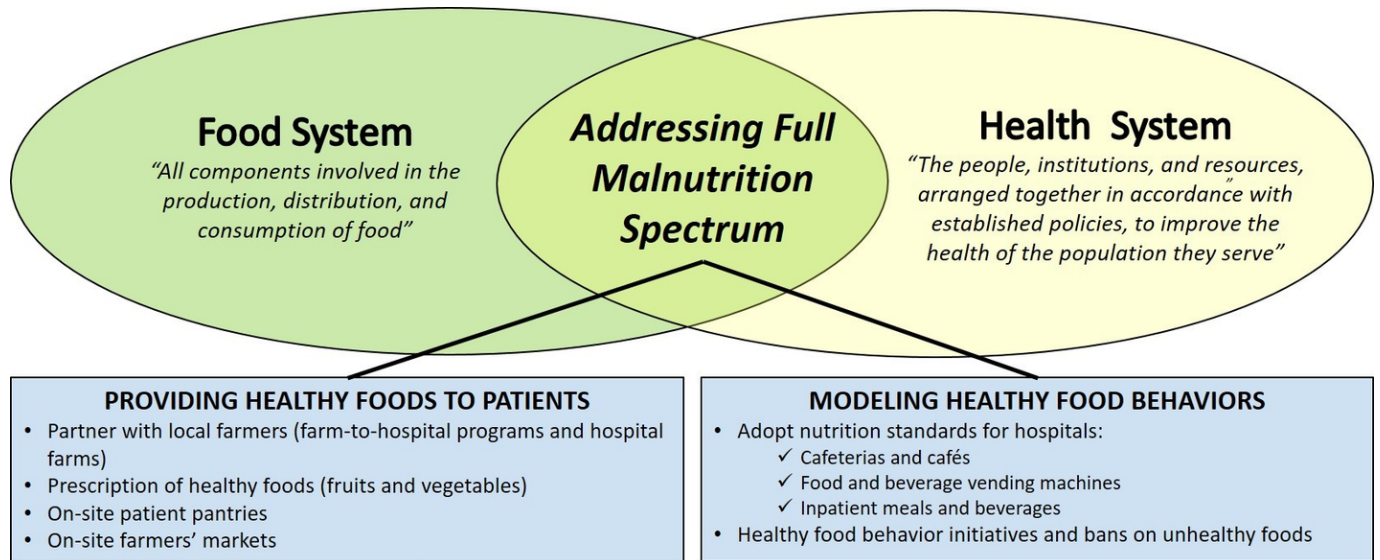 Food System
“All components involved in the
production, distribution, and
consumption of food”
Addressing Full
Malnutrition
Spectrum
Health System
“The people, institutions, and resources,
”
arranged together in accordance with
established policies, to improve the
health of the population they serve”
PROVIDING HEALTHY FOODS TO PATIENTS
• Partner with local farmers (farm-to-hospital programs and hospital
farms)
• Prescription of healthy foods (fruits and vegetables)
• On-site patient pantries
• On-site farmers’ markets
MODELING HEALTHY FOOD BEHAVIORS
• Adopt nutrition standards for hospitals:
✓ Cafeterias and cafés
✓ Food and beverage vending machines
✓ Inpatient meals and beverages
• Healthy food behavior initiatives and bans on unhealthy foods